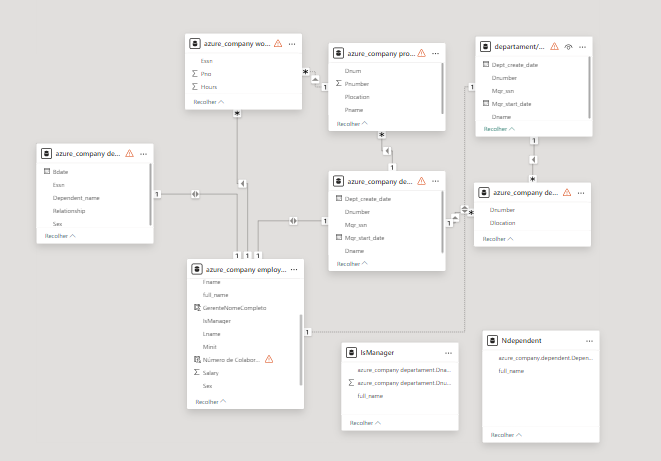 azure_company wo...
Essn
Pno
Hours
Recolher
azure_company pro...
Dnum
Pnumber
Plocation
Pname
Recolher
departament/...
Dept_create_date
Dnumber
Mgr_ssn
Mgr_start_date
Dname
Recolher
azure_company de...
Bdate
Essn
Dependent_name
Relationship
Sex
Recolher
azure_company de...
Dept_create_date
Dnumber
Mgr_ssn
Mgr_start_date
Dname
Recolher
azure_company de...
Dnumber
Dlocation
Recolher
azure_company employ...
Fname
full_name
GerenteNomeCompleto
IsManager
Lname
Minit
Número de Colabor...
Salary
Sex
Recolher
IsManager
azure_company departament.Dna...
azure_company departament.Dnu...
full_name
Recolher
Ndependent
azure_company.dependent.Depen...
full_name
Recolher
1
*
1
*
1
1
*
*
1
1
1
1
1
1
1
*
1